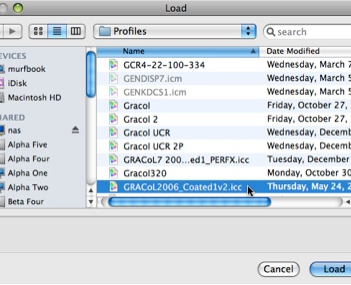 Load
Profiles
search
EVICES
murfbook
iDisk
Macintosh HD
ARED
nas
Alpha Five
Alpha Four
Alpha One
Alpha Two
Beta Four
Name Date Modified
GCR4-22-100-334 Wednesday, March 7
GENDISP7.icm Wednesday, March 5
GENKDCS1.icm Wednesday, March 5
Gracol Friday, October 27,
Gracol 2 Friday, October 27,
Gracol UCR Wednesday, December
Gracol UCR 2P Wednesday, December
GRACoL7 200...ed1_PERFX.icc Tuesday, December
Gracol320 Monday, October 30
GRACoL2006_Coated1v2.icc Thursday, May 24, 2
Cancel
Load